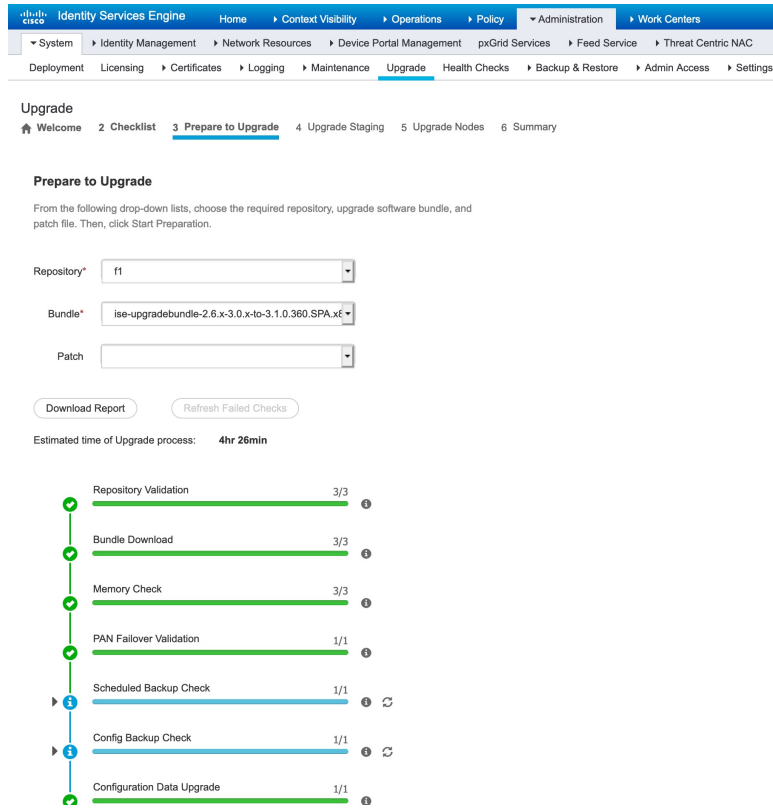 cisco Identity Services Engine Home Context Visibility Operations Policy Administration Work Centers
System Identity Management Network Resources Device Portal Management pxGrid Services Feed Service Threat Centric NAC
Deployment Licensing Certificates Logging Maintenance Upgrade Health Checks Backup & Restore Admin Access Settings
Upgrade
Welcome 2 Checklist 3 Prepare to Upgrade 4 Upgrade Staging 5 Upgrade Nodes 6 Summary
Prepare to Upgrade
From the following drop-down lists, choose the required repository, upgrade software bundle, and
patch file. Then, click Start Preparation.
Repository* f1
Bundle* ise-upgradebundle-2.6.x-3.0.x-to-3.1.0.360.SPA.x8
Patch
Download Report Refresh Failed Checks
Estimated time of Upgrade process: 4hr 26min
Repository Validation 3/3
Bundle Download 3/3
Memory Check 3/3
PAN Failover Validation 1/1
Scheduled Backup Check 1/1
Config Backup Check 1/1
Configuration Data Upgrade 1/1